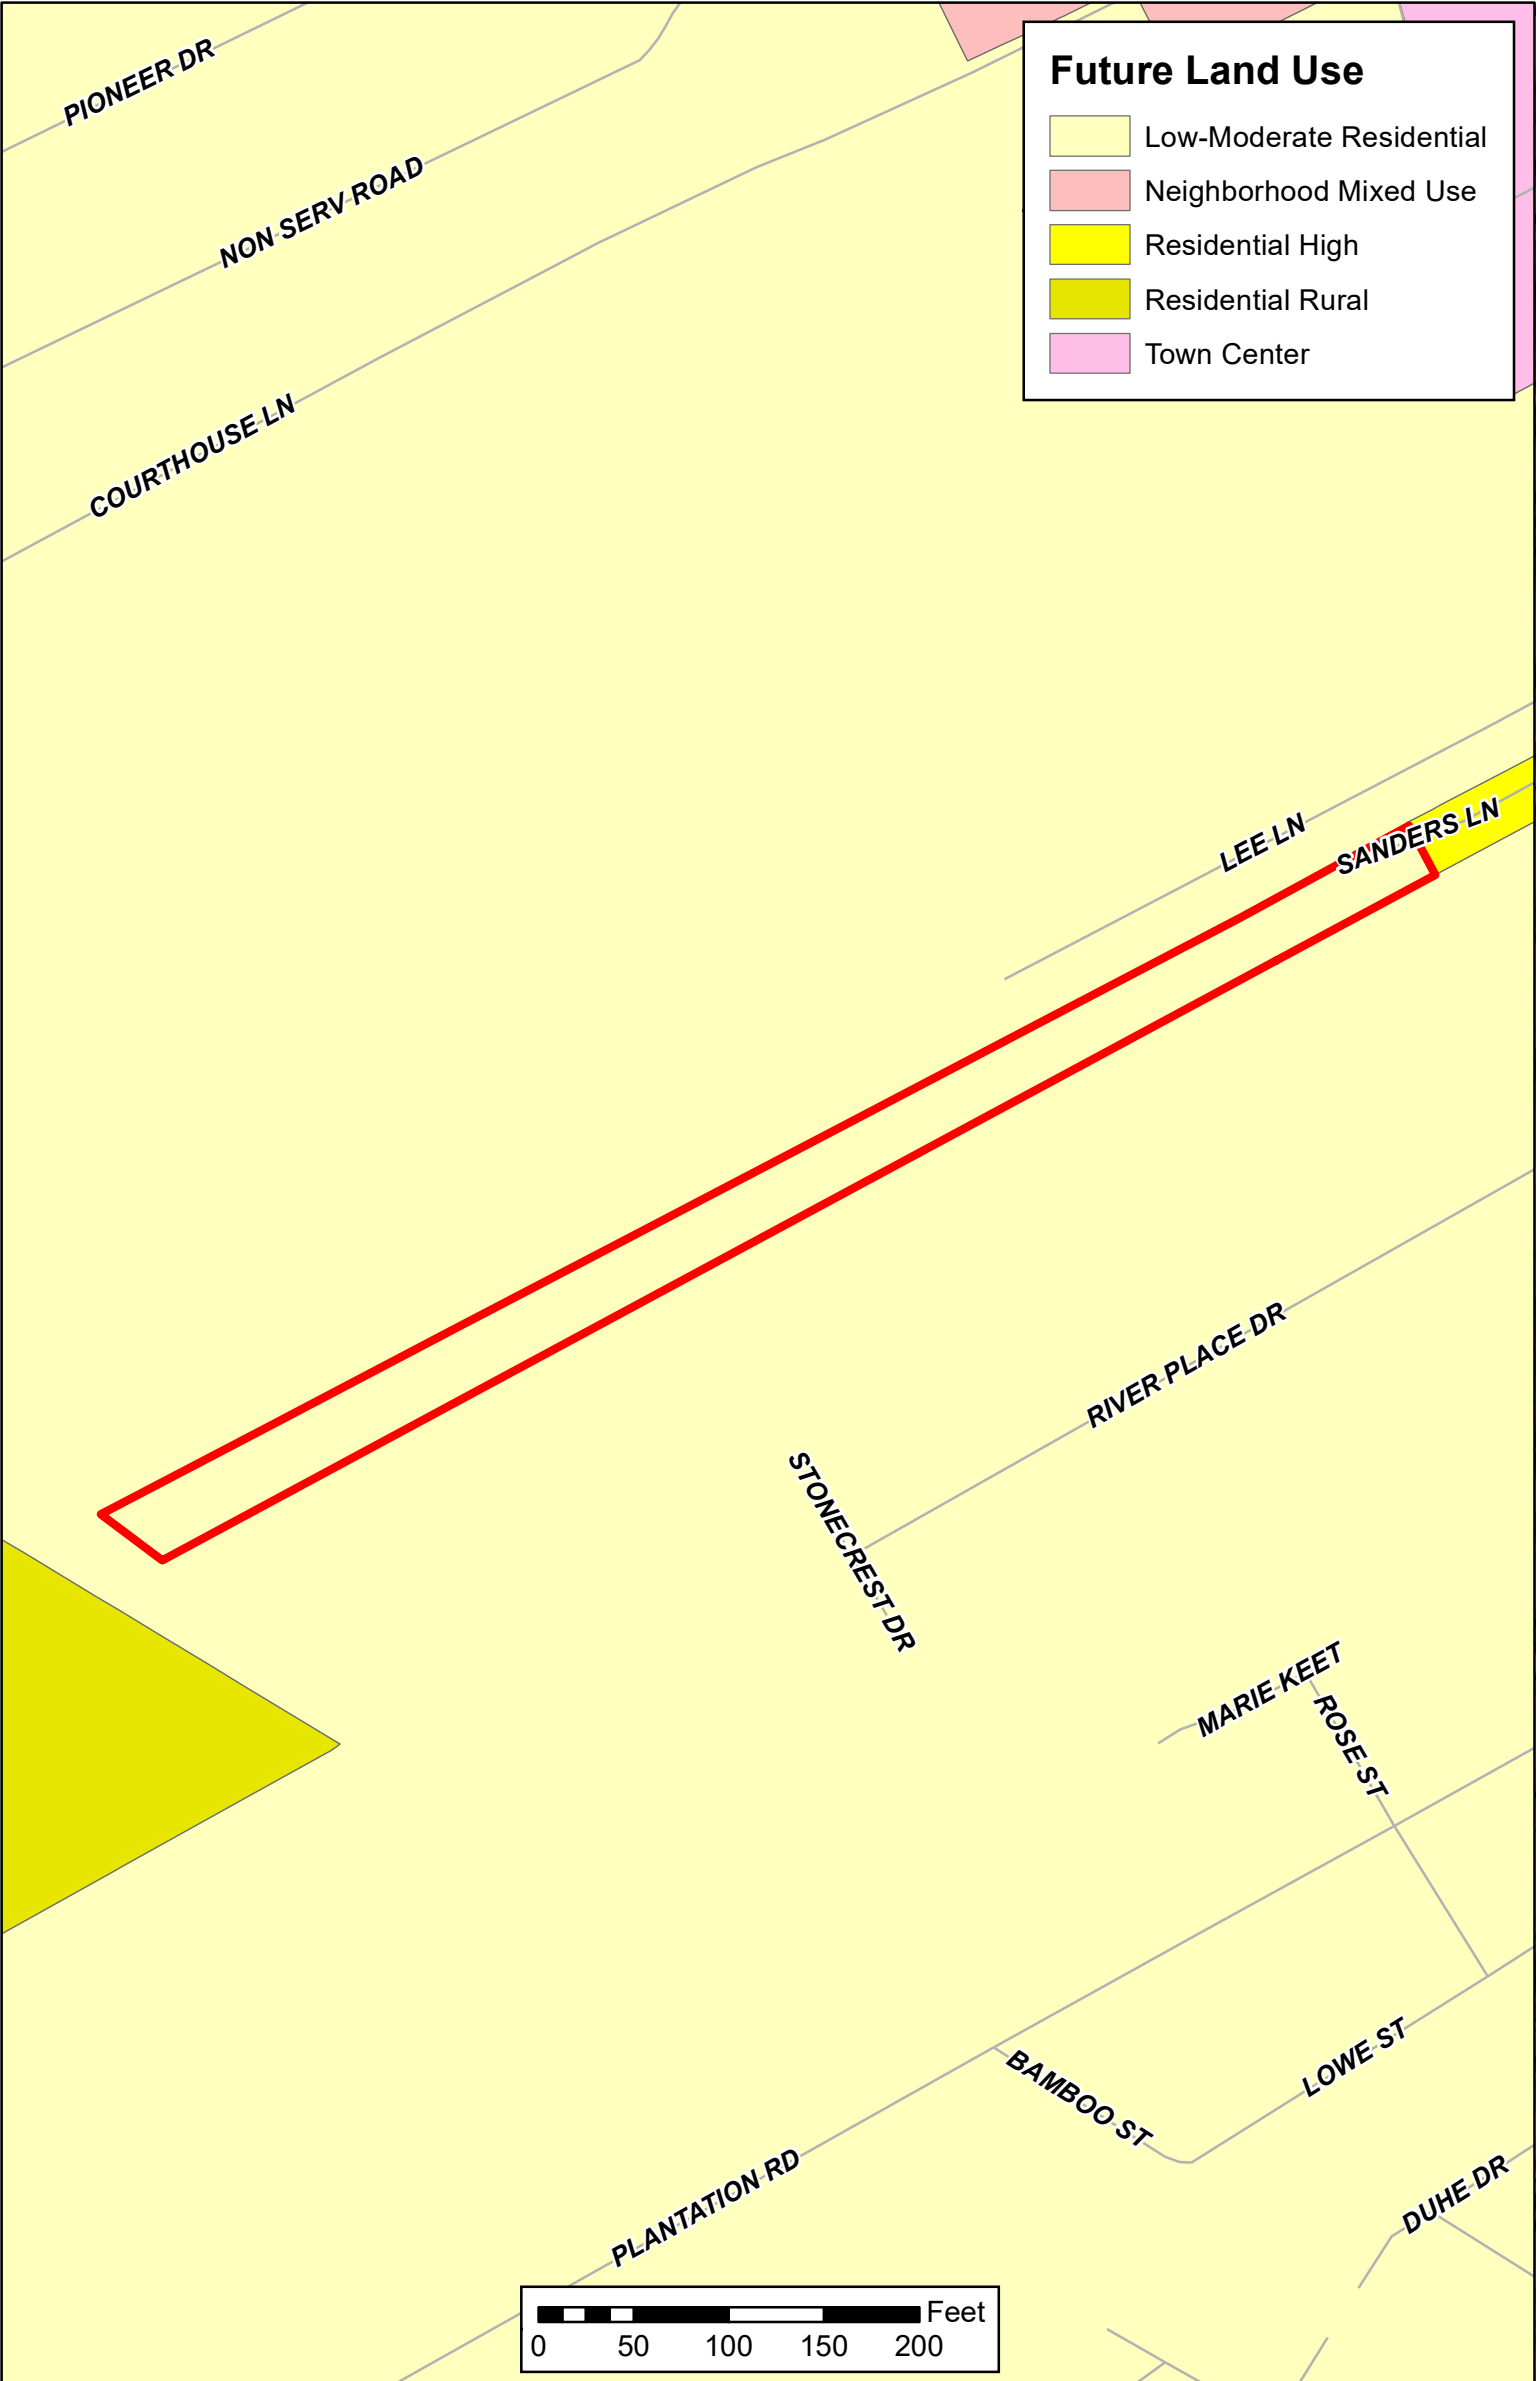 PIONEER DR
NON SERV ROAD
COURTHOUSE LN
Future Land Use
Low-Moderate Residential
Neighborhood Mixed Use
Residential High
Residential Rural
Town Center
LEE LN
SANDERS LN
RIVER PLACE DR
STONECREST DR
MARIE KEET
ROSE ST
BAMBOO ST
LOWE ST
PLANTATION RD
DUHE DR
Feet
0 50 100 150 200